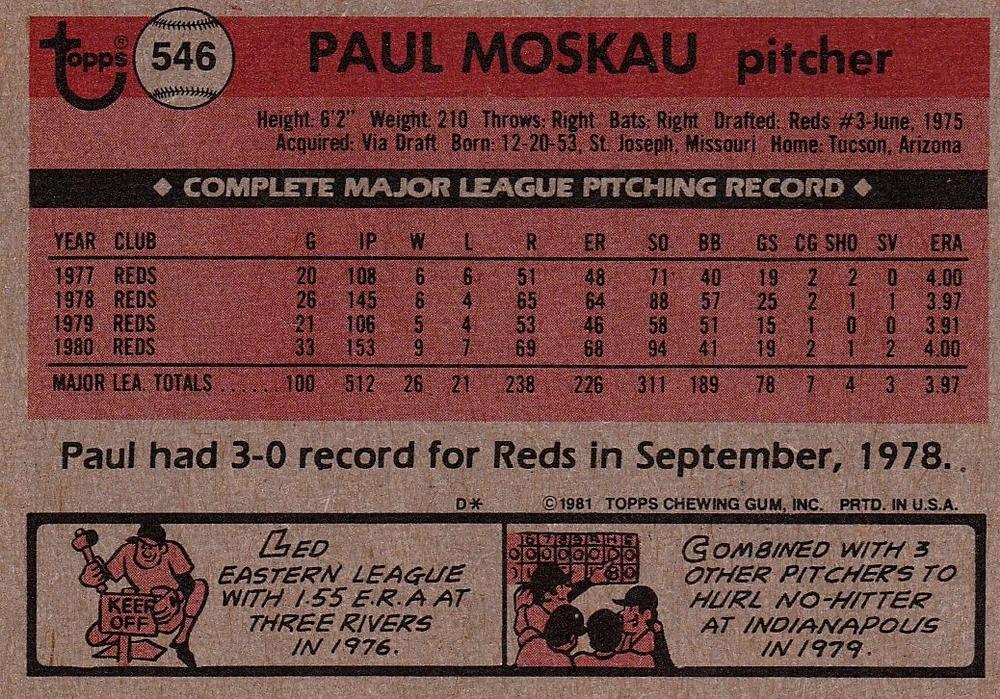 topps® 546 PAUL MOSKAU pitcher
Height: 6'2" Weight: 210 Throws: Right Bats: Right Drafted: Reds #3-June, 1975
Acquired: Via Draft Born: 12-20-53, St. Joseph, Missouri Home: Tucson, Arizona
◆ COMPLETE MAJOR LEAGUE PITCHING RECORD ◆
YEAR CLUB G IP W L R ER SO BB GS CG SHO SV ERA
1977 REDS 20 108 6 6 51 48 71 40 19 2 2 0 4.00
1978 REDS 26 145 6 4 65 64 88 57 25 2 1 1 3.97
1979 REDS 21 106 5 4 53 46 58 51 15 1 0 0 3.91
1980 REDS 33 153 9 7 69 68 94 41 19 2 1 2 4.00
MAJOR LEA. TOTALS ...... 100 512 26 21 238 226 311 189 78 7 4 3 3.97
Paul had 3-0 record for Reds in September, 1978.
D* ©1981 TOPPS CHEWING GUM, INC. PRTD. IN U.S.A.
KEEP
OFF
LED
EASTERN LEAGUE
WITH 1.55 E.R.A AT
THREE RIVERS
IN 1976.
COMBINED WITH 3
OTHER PITCHERS TO
HURL NO-HITTER
AT INDIANAPOLIS
IN 1979.